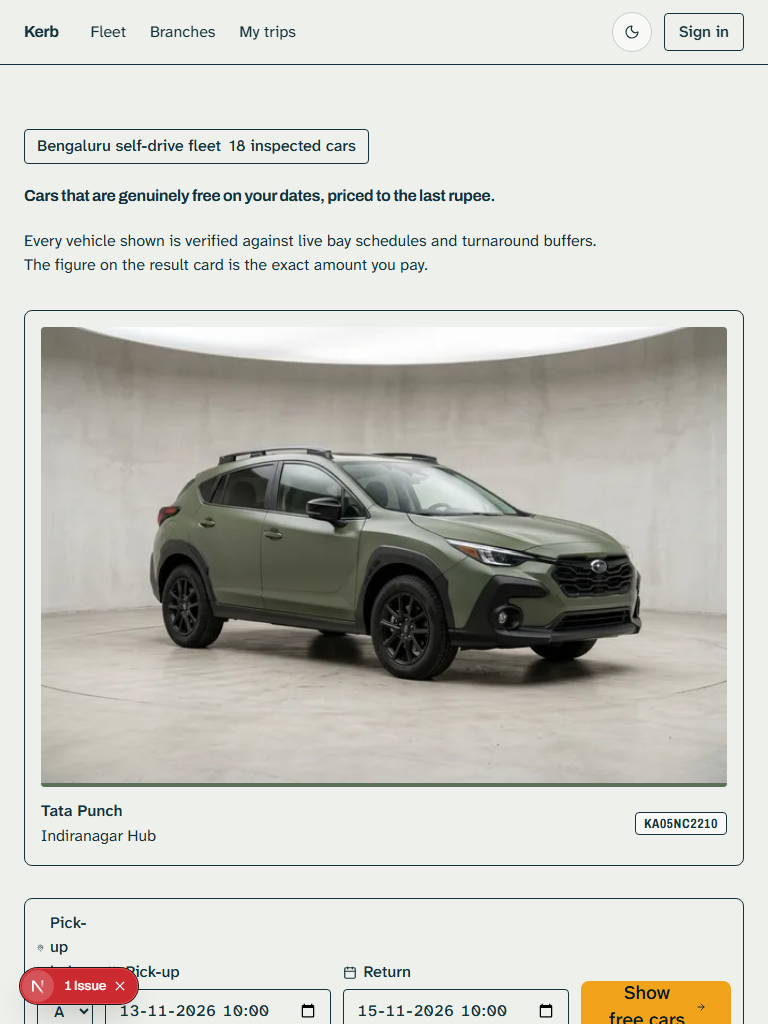 Kerb Fleet Branches My trips Sign in
Bengaluru self-drive fleet 18 inspected cars
Cars that are genuinely free on your dates, priced to the last rupee.
Every vehicle shown is verified against live bay schedules and turnaround buffers.
The figure on the result card is the exact amount you pay.
Tata Punch
Indiranagar Hub
KA05NC2210
Pick-
up
Pick-up
Return
N 1 Issue
A 13-11-2026 10:00 15-11-2026 10:00
Show
free cars